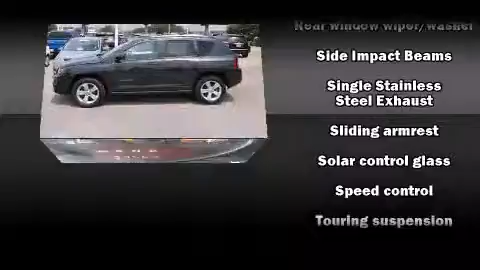 Rear window wiper/washer
Side Impact Beams
Single Stainless
Steel Exhaust
Sliding armrest
Solar control glass
Speed control
Touring suspension